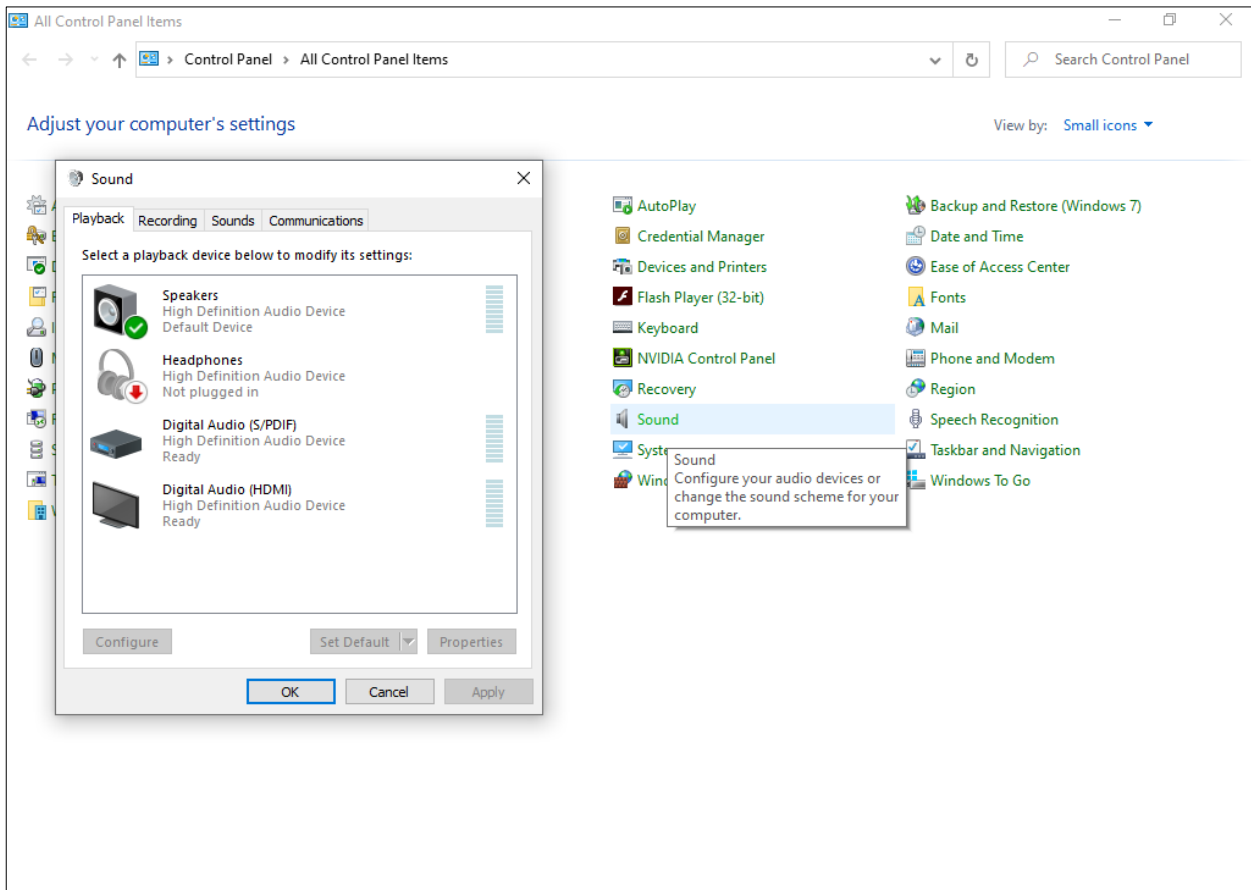 All Control Panel Items
Control Panel > All Control Panel Items
Search Control Panel
Adjust your computer's settings
View by: Small icons
Sound
Playback Recording Sounds Communications
Select a playback device below to modify its settings:
Speakers
High Definition Audio Device
Default Device
Headphones
High Definition Audio Device
Not plugged in
Digital Audio (S/PDIF)
High Definition Audio Device
Ready
Digital Audio (HDMI)
High Definition Audio Device
Ready
Configure Set Default Properties
OK Cancel Apply
AutoPlay
Credential Manager
Devices and Printers
Flash Player (32-bit)
Keyboard
NVIDIA Control Panel
Recovery
Sound
Syste
Wind
Sound
Configure your audio devices or
change the sound scheme for your
computer.
Backup and Restore (Windows 7)
Date and Time
Ease of Access Center
Fonts
Mail
Phone and Modem
Region
Speech Recognition
Taskbar and Navigation
Windows To Go